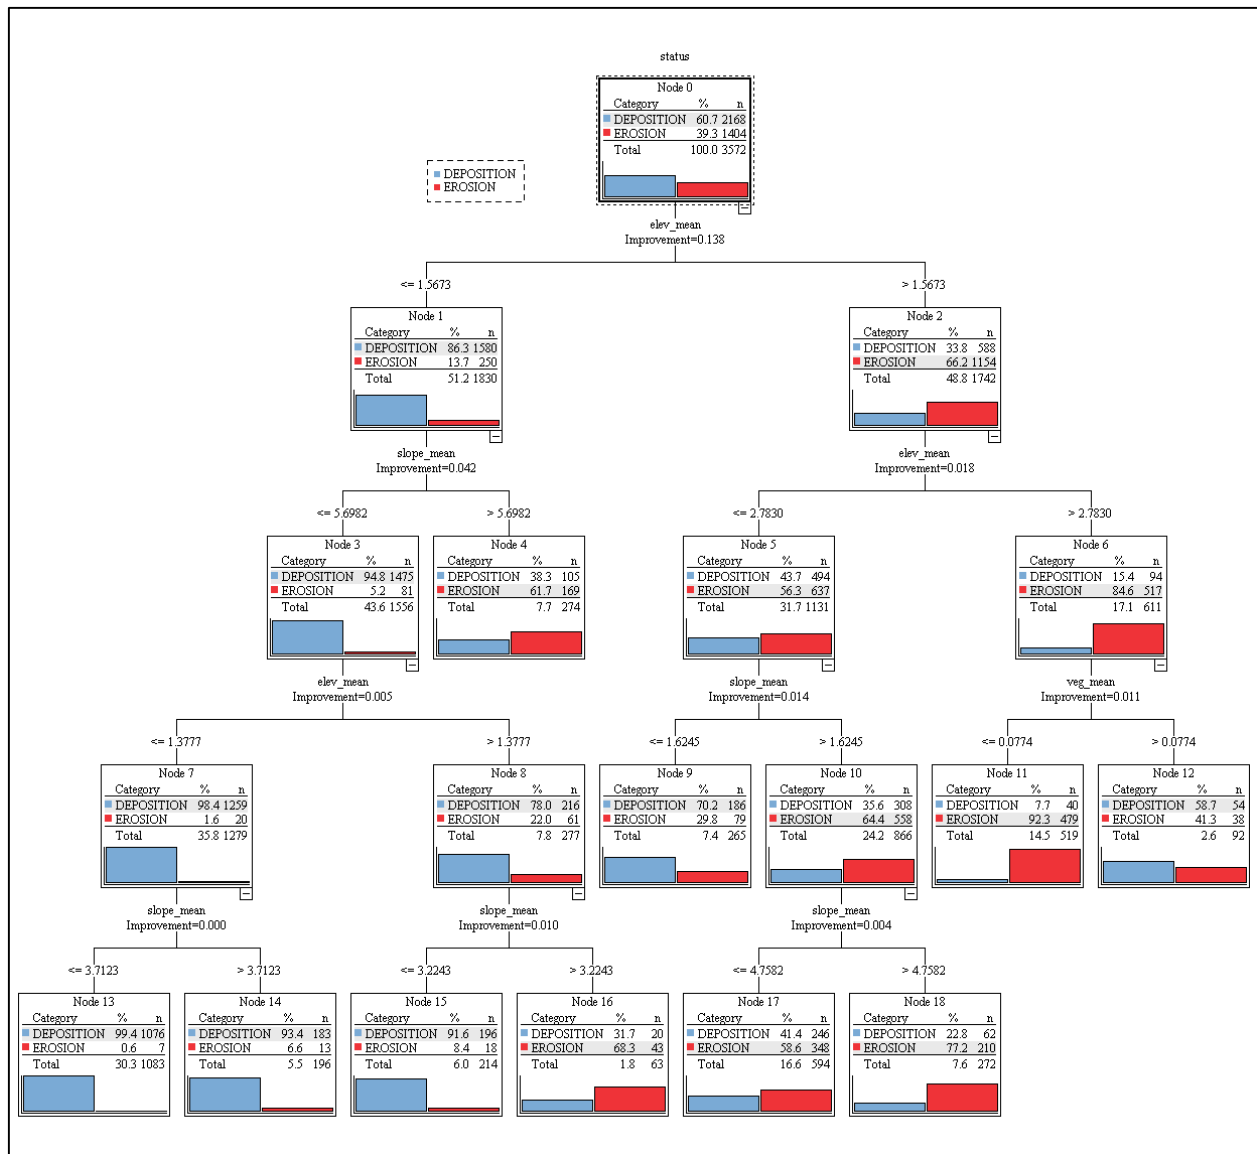 status
Node 0
Category % n
DEPOSITION 60.7 2168
EROSION 39.3 1404
Total 100.0 3572
DEPOSITION
EROSION
elev_mean
Improvement=0.138
<= 1.5673
> 1.5673
Node 1
Category % n
DEPOSITION 86.3 1580
EROSION 13.7 250
Total 51.2 1830
Node 2
Category % n
DEPOSITION 33.8 588
EROSION 66.2 1154
Total 48.8 1742
slope_mean
Improvement=0.042
elev_mean
Improvement=0.018
<= 5.6982
> 5.6982
<= 2.7830
> 2.7830
Node 3
Category % n
DEPOSITION 94.8 1475
EROSION 5.2 81
Total 43.6 1556
Node 4
Category % n
DEPOSITION 38.3 105
EROSION 61.7 169
Total 7.7 274
Node 5
Category % n
DEPOSITION 43.7 494
EROSION 56.3 637
Total 31.7 1131
Node 6
Category % n
DEPOSITION 15.4 94
EROSION 84.6 517
Total 17.1 611
elev_mean
Improvement=0.005
slope_mean
Improvement=0.014
veg_mean
Improvement=0.011
<= 1.3777
> 1.3777
<= 1.6245
> 1.6245
<= 0.0774
> 0.0774
Node 7
Category % n
DEPOSITION 98.4 1259
EROSION 1.6 20
Total 35.8 1279
Node 8
Category % n
DEPOSITION 78.0 216
EROSION 22.0 61
Total 7.8 277
Node 9
Category % n
DEPOSITION 70.2 186
EROSION 29.8 79
Total 7.4 265
Node 10
Category % n
DEPOSITION 35.6 308
EROSION 64.4 558
Total 24.2 866
Node 11
Category % n
DEPOSITION 7.7 40
EROSION 92.3 479
Total 14.5 519
Node 12
Category % n
DEPOSITION 58.7 54
EROSION 41.3 38
Total 2.6 92
slope_mean
Improvement=0.000
slope_mean
Improvement=0.010
slope_mean
Improvement=0.004
<= 3.7123
> 3.7123
<= 3.2243
> 3.2243
<= 4.7582
> 4.7582
Node 13
Category % n
DEPOSITION 99.4 1076
EROSION 0.6 7
Total 30.3 1083
Node 14
Category % n
DEPOSITION 93.4 183
EROSION 6.6 13
Total 5.5 196
Node 15
Category % n
DEPOSITION 91.6 196
EROSION 8.4 18
Total 6.0 214
Node 16
Category % n
DEPOSITION 31.7 20
EROSION 68.3 43
Total 1.8 63
Node 17
Category % n
DEPOSITION 41.4 246
EROSION 58.6 348
Total 16.6 594
Node 18
Category % n
DEPOSITION 22.8 62
EROSION 77.2 210
Total 7.6 272